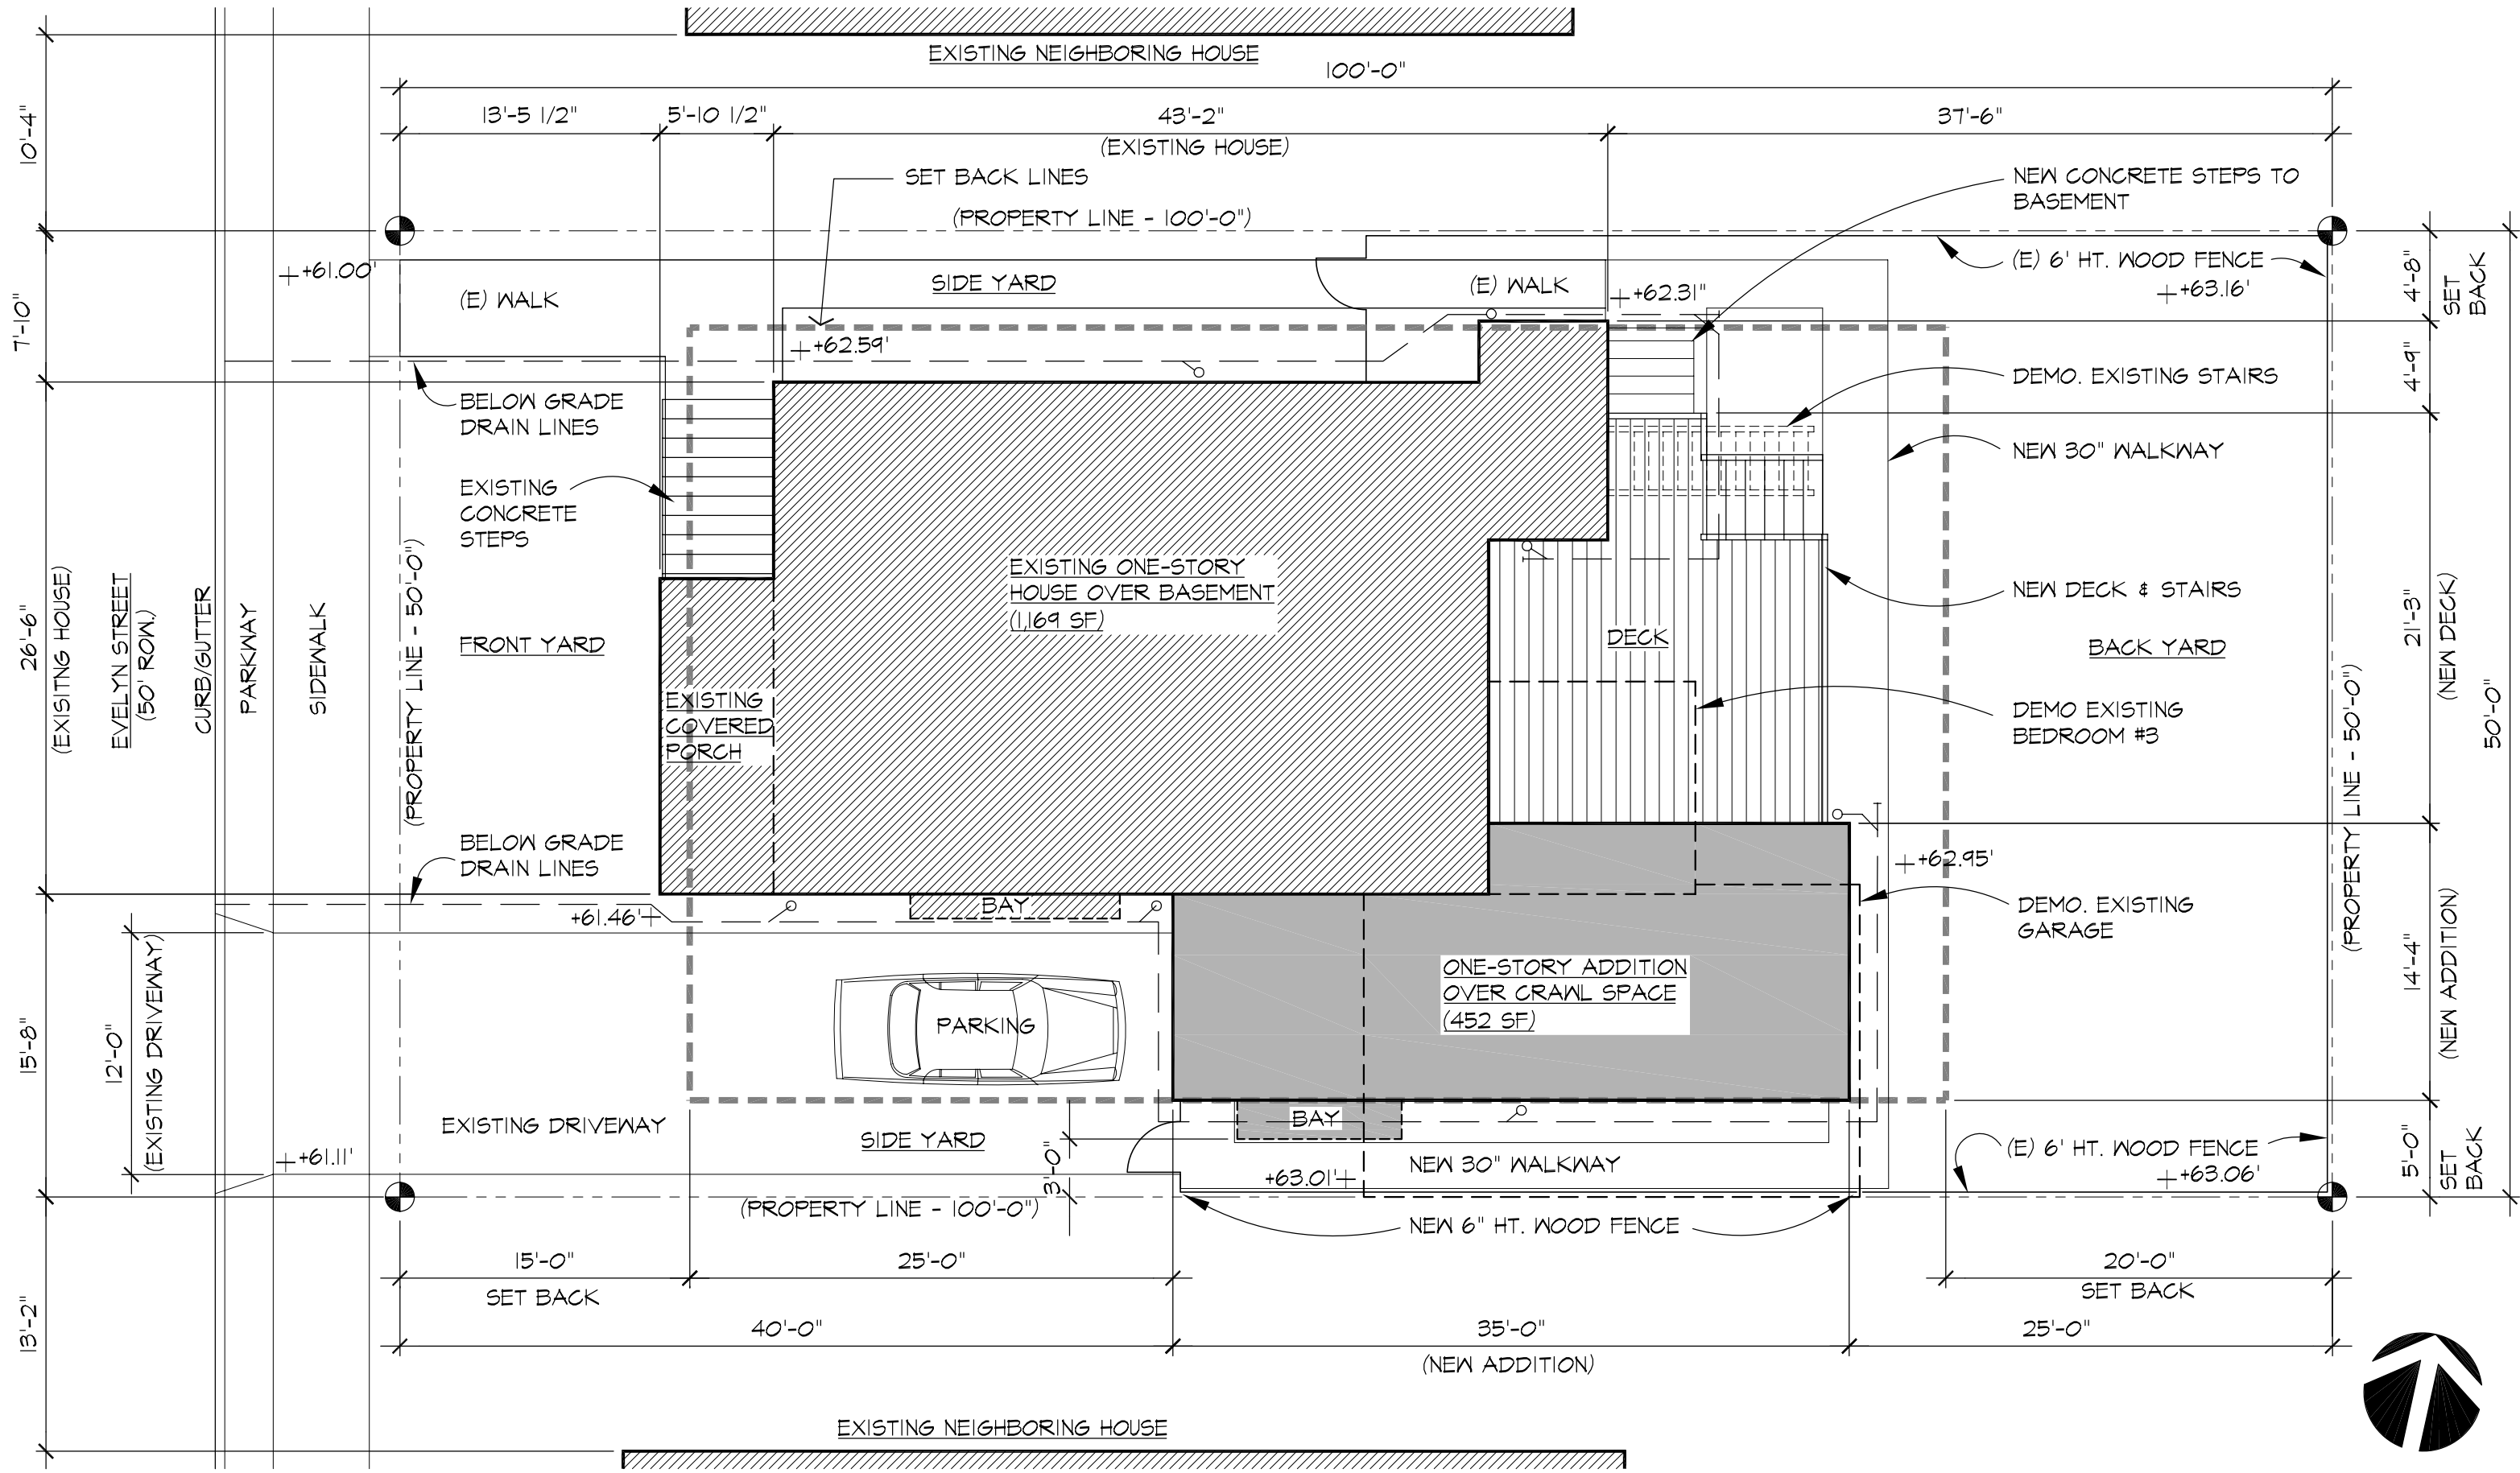 EXISTING NEIGHBORING HOUSE
100'-0"
13'-5 1/2"
5'-10 1/2"
43'-2"
(EXISTING HOUSE)
37'-6"
10'-4"
SET BACK LINES
(PROPERTY LINE - 100'-0")
NEW CONCRETE STEPS TO
BASEMENT
+61.00'
(E) WALK
SIDE YARD
(E) WALK
+62.31"
(E) 6' HT. WOOD FENCE
+63.16'
4'-8"
SET
BACK
7'-10"
+62.59'
4'-9"
DEMO. EXISTING STAIRS
BELOW GRADE
DRAIN LINES
NEW 30" WALKWAY
EXISTING
CONCRETE
STEPS
EXISTING ONE-STORY
HOUSE OVER BASEMENT
(1,169 SF)
NEW DECK & STAIRS
26'-6"
(EXISITNG HOUSE)
EVELYN STREET
(50' ROW.)
CURB/GUTTER
PARKWAY
SIDEWALK
(PROPERTY LINE - 50'-0")
FRONT YARD
DECK
BACK YARD
21'-3"
(NEW DECK)
50'-0"
EXISTING
COVERED
PORCH
DEMO EXISTING
BEDROOM #3
(PROPERTY LINE - 50'-0")
BELOW GRADE
DRAIN LINES
+62.95'
+61.46'
BAY
DEMO. EXISTING
GARAGE
14'-4"
(NEW ADDITION)
15'-8"
12'-0"
(EXISTING DRIVEWAY)
PARKING
ONE-STORY ADDITION
OVER CRAWL SPACE
(452 SF)
EXISTING DRIVEWAY
SIDE YARD
BAY
3'-0"
+61.11'
+63.01'
NEW 30" WALKWAY
(E) 6' HT. WOOD FENCE
+63.06'
5'-0"
SET
BACK
(PROPERTY LINE - 100'-0")
NEW 6" HT. WOOD FENCE
15'-0"
SET BACK
25'-0"
20'-0"
SET BACK
13'-2"
40'-0"
35'-0"
(NEW ADDITION)
25'-0"
EXISTING NEIGHBORING HOUSE